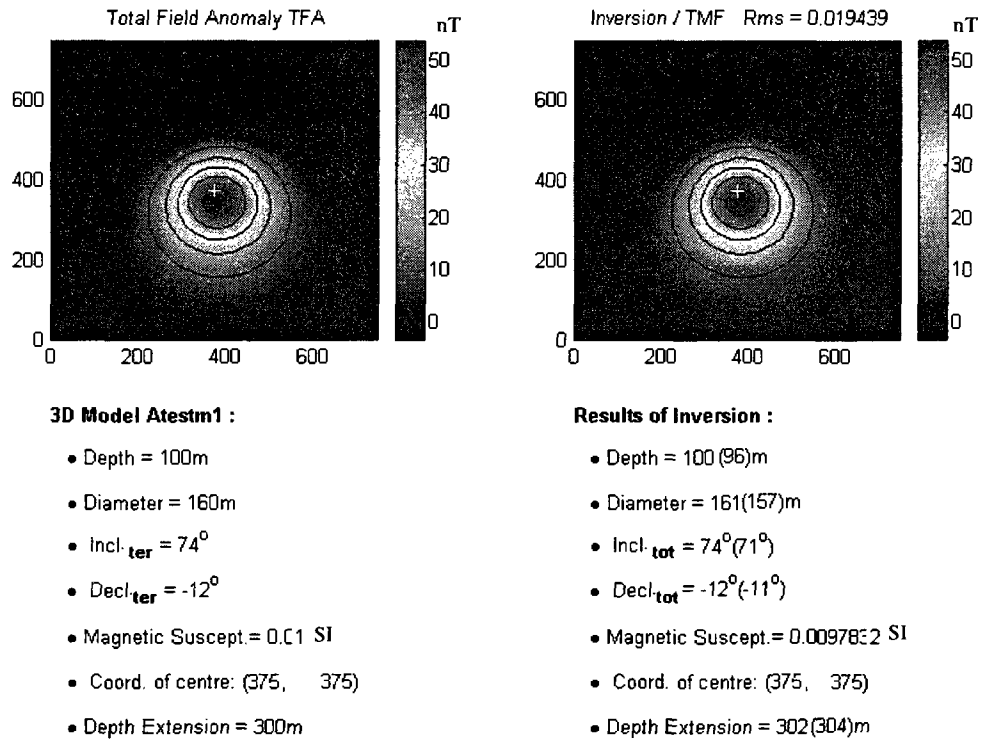 Total Field Anomaly TFA
nT
50
40
30
20
10
0
600
400
200
0
0 200 400 600
Inversion / TMF Rms = 0.019439
nT
50
40
30
20
10
0
600
400
200
0
0 200 400 600
3D Model Atestm1 :
• Depth = 100m
• Diameter = 160m
• Incl.ter = 74°
• Decl.ter = -12°
• Magnetic Suscept.= 0.01 SI
• Coord. of centre: (375, 375)
• Depth Extension = 300m
Results of Inversion :
• Depth = 100(96)m
• Diameter = 161(157)m
• Incl.tot = 74°(71°)
• Decl.tot = -12°(-11°)
• Magnetic Suscept.= SI
• Coord. of centre: (375, 375)
• Depth Extension = 302(304)m